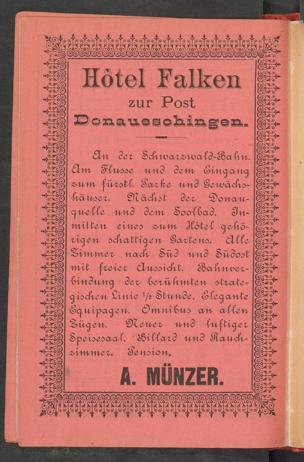 Hôtel Falken
zur Post
Donaueschingen.
An der Schwarzwald-Bahn.
Am Flusse und dem Eingang
zum fürstl. Parke und Gewächs-
häuser. Nächst der Donau-
quelle und dem Soolbad. In-
mitten eines zum Hôtel gehö-
rigen schattigen Gartens. Alle
Zimmer nach Süd und Südost
mit freier Aussicht. Bahnver-
bindung der berühmten strate-
gischen Linie 1/2 Stunde. Elegante
Equipagen. Omnibus an allen
Zügen. Neuer und luftiger
Speisesaal. Billard und Rauch-
zimmer. Pension.
A. MÜNZER.